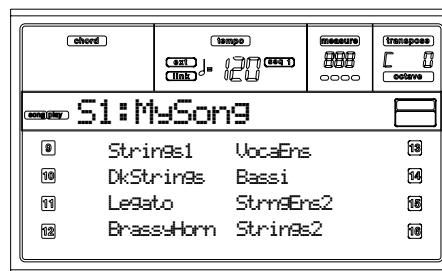 chord tempo measure transpose
ext link ♩= 120 seq 1 888 C 0
octave
song play S1:MySong
9 Strings1 VocaEns 13
10 DkStrings Bassi 14
11 Legato StrngEns2 15
12 BrassyHorn Strings2 16